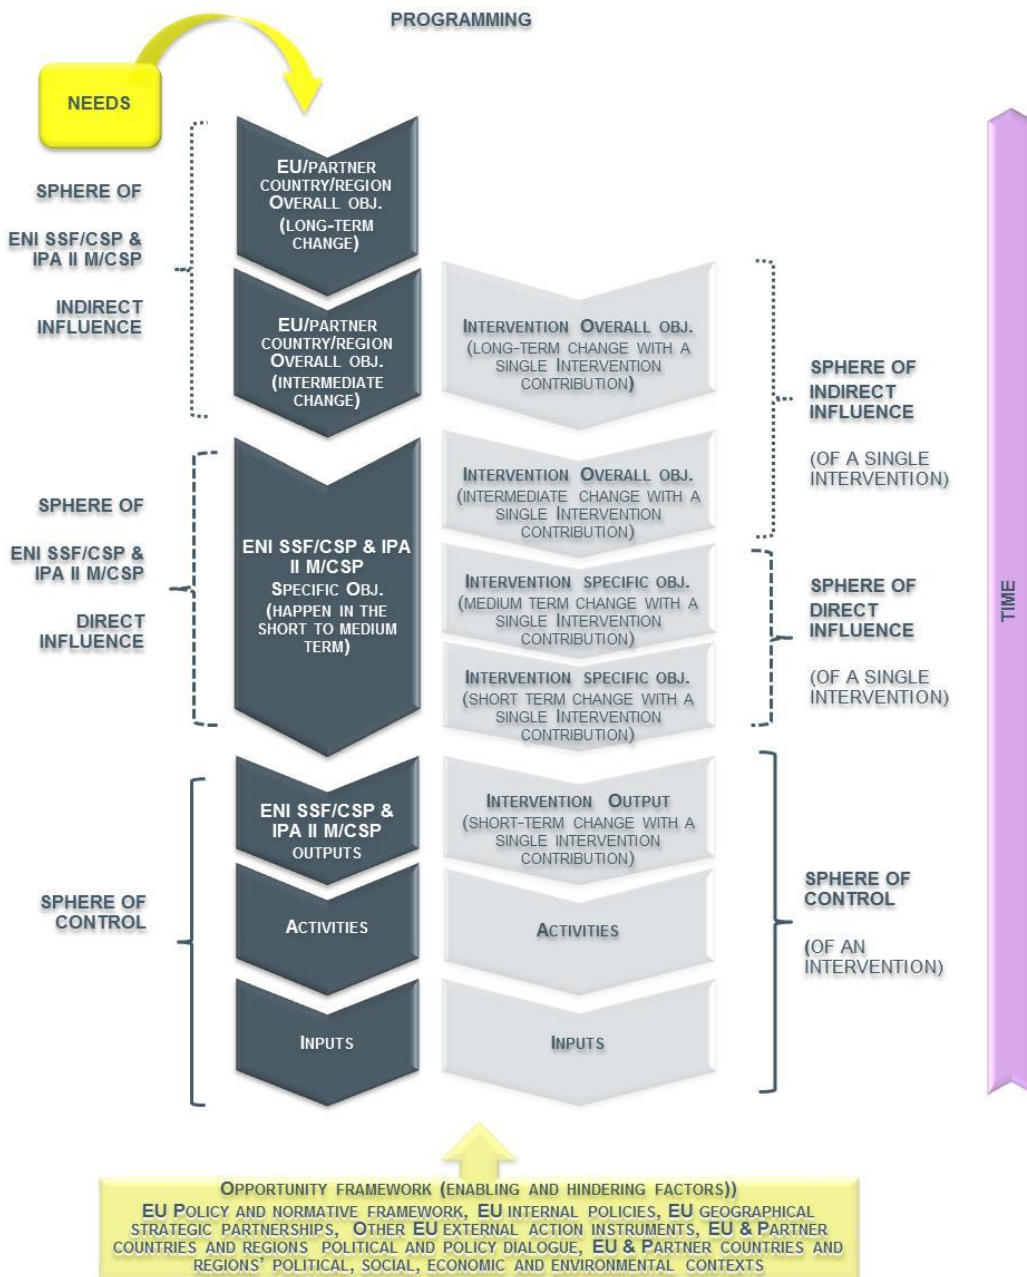 PROGRAMMING
NEEDS
SPHERE OF
ENI SSF/CSP &
IPA II M/CSP
INDIRECT
INFLUENCE
EU/PARTNER
COUNTRY/REGION
OVERALL OBJ.
(LONG-TERM
CHANGE)
EU/PARTNER
COUNTRY/REGION
OVERALL OBJ.
(INTERMEDIATE
CHANGE)
INTERVENTION OVERALL OBJ.
(LONG-TERM CHANGE WITH A
SINGLE INTERVENTION
CONTRIBUTION)
SPHERE OF
INDIRECT
INFLUENCE
(OF A SINGLE
INTERVENTION)
SPHERE OF
ENI SSF/CSP &
IPA II M/CSP
DIRECT
INFLUENCE
ENI SSF/CSP & IPA
II M/CSP
SPECIFIC OBJ.
(HAPPEN IN THE
SHORT TO MEDIUM
TERM)
INTERVENTION OVERALL OBJ.
(INTERMEDIATE CHANGE WITH A
SINGLE INTERVENTION
CONTRIBUTION)
INTERVENTION SPECIFIC OBJ.
(MEDIUM TERM CHANGE WITH A
SINGLE INTERVENTION
CONTRIBUTION)
INTERVENTION SPECIFIC OBJ.
(SHORT TERM CHANGE WITH A
SINGLE INTERVENTION
CONTRIBUTION)
SPHERE OF
DIRECT
INFLUENCE
(OF A SINGLE
INTERVENTION)
TIME
SPHERE OF
CONTROL
ENI SSF/CSP &
IPA II M/CSP
OUTPUTS
ACTIVITIES
INPUTS
INTERVENTION OUTPUT
(SHORT-TERM CHANGE WITH A
SINGLE INTERVENTION
CONTRIBUTION)
ACTIVITIES
INPUTS
SPHERE OF
CONTROL
(OF AN
INTERVENTION)
OPPORTUNITY FRAMEWORK (ENABLING AND HINDERING FACTORS))
EU POLICY AND NORMATIVE FRAMEWORK, EU INTERNAL POLICIES, EU GEOGRAPHICAL
STRATEGIC PARTNERSHIPS, OTHER EU EXTERNAL ACTION INSTRUMENTS, EU & PARTNER
COUNTRIES AND REGIONS POLITICAL AND POLICY DIALOGUE, EU & PARTNER COUNTRIES AND
REGIONS' POLITICAL, SOCIAL, ECONOMIC AND ENVIRONMENTAL CONTEXTS